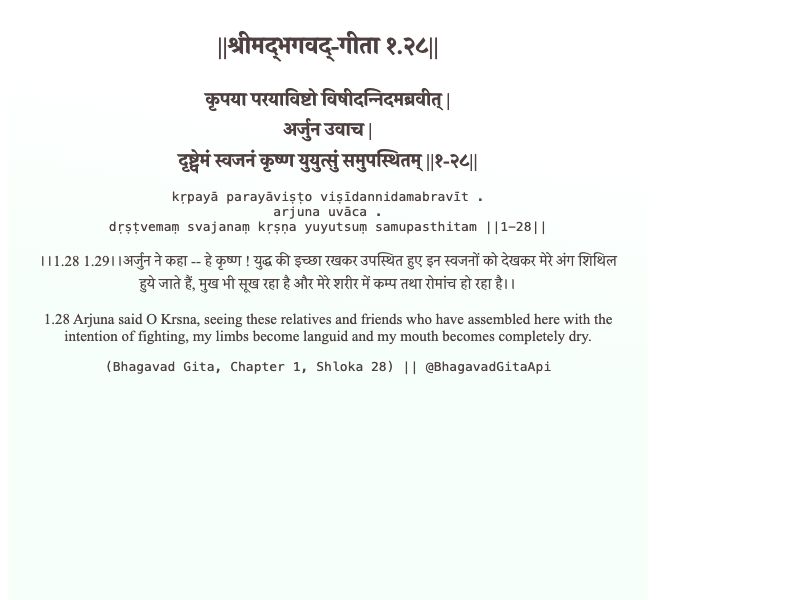 ||श्रीमद्‍भगवद्‍-गीता १.२८||
कृपया परयाविष्टो विषीदन्निदमब्रवीत् |
अर्जुन उवाच |
दृष्ट्वेमं स्वजनं कृष्ण युयुत्सुं समुपस्थितम् ||१-२८||
kṛpayā parayāviṣṭo viṣīdannidamabravīt .
arjuna uvāca .
dṛṣṭvemaṃ svajanaṃ kṛṣṇa yuyutsuṃ samupasthitam ||1-28||
।।1.28 1.29।।अर्जुन ने कहा -- हे कृष्ण ! युद्ध की इच्छा रखकर उपस्थित हुए इन स्वजनों को देखकर मेरे अंग शिथिल
हुये जाते हैं, मुख भी सूख रहा है और मेरे शरीर में कम्प तथा रोमांच हो रहा है।।
1.28 Arjuna said O Krsna, seeing these relatives and friends who have assembled here with the
intention of fighting, my limbs become languid and my mouth becomes completely dry.
(Bhagavad Gita, Chapter 1, Shloka 28) || @BhagavadGitaApi